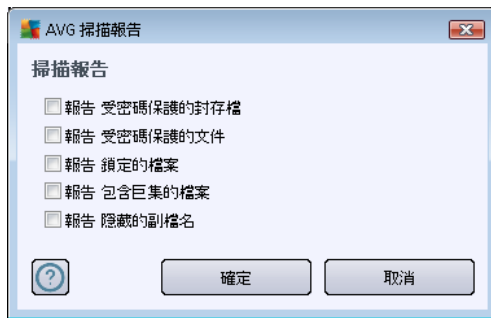 AVG 掃描報告
掃描報告
報告 受密碼保護的封存檔
報告 受密碼保護的文件
報告 鎖定的檔案
報告 包含巨集的檔案
報告 隱藏的副檔名
?
確定
取消